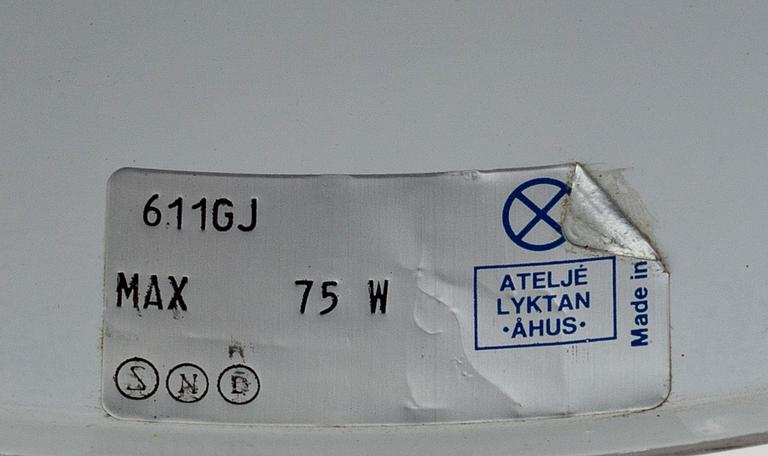 611GJ
MAX 75 W
S N D
ATELJÉ
LYKTAN
·ÅHUS·
Made in